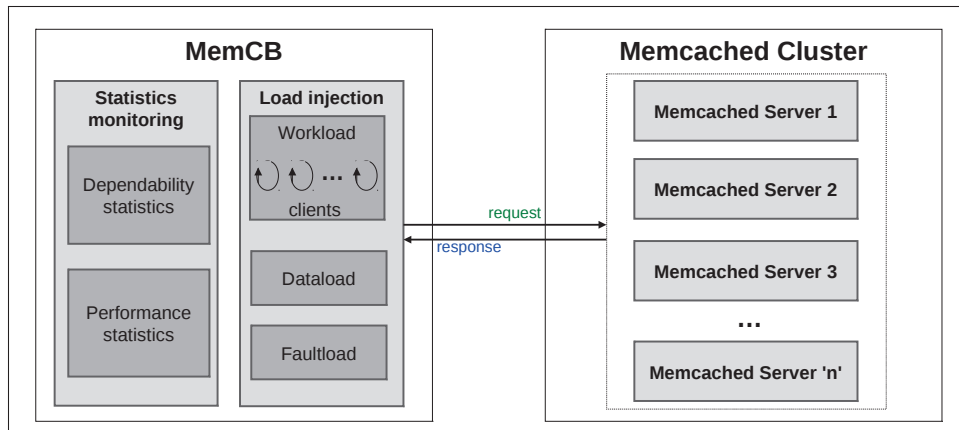 MemCB
Statistics
monitoring
Dependability
statistics
Performance
statistics
Load injection
Workload
...
clients
Dataload
Faultload
request
response
Memcached Cluster
Memcached Server 1
Memcached Server 2
Memcached Server 3
...
Memcached Server 'n'